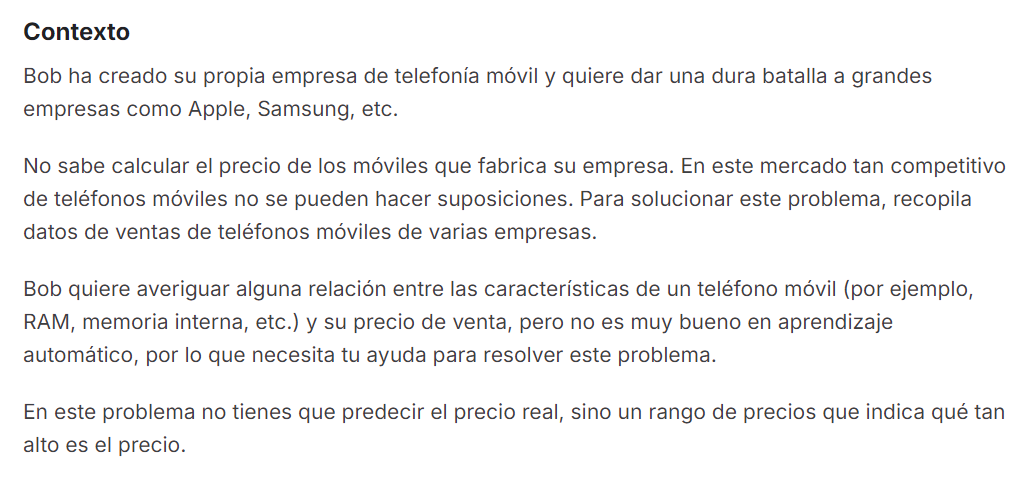 Contexto
Bob ha creado su propia empresa de telefonía móvil y quiere dar una dura batalla a grandes
empresas como Apple, Samsung, etc.
No sabe calcular el precio de los móviles que fabrica su empresa. En este mercado tan competitivo
de teléfonos móviles no se pueden hacer suposiciones. Para solucionar este problema, recopila
datos de ventas de teléfonos móviles de varias empresas.
Bob quiere averiguar alguna relación entre las características de un teléfono móvil (por ejemplo,
RAM, memoria interna, etc.) y su precio de venta, pero no es muy bueno en aprendizaje
automático, por lo que necesita tu ayuda para resolver este problema.
En este problema no tienes que predecir el precio real, sino un rango de precios que indica qué tan
alto es el precio.